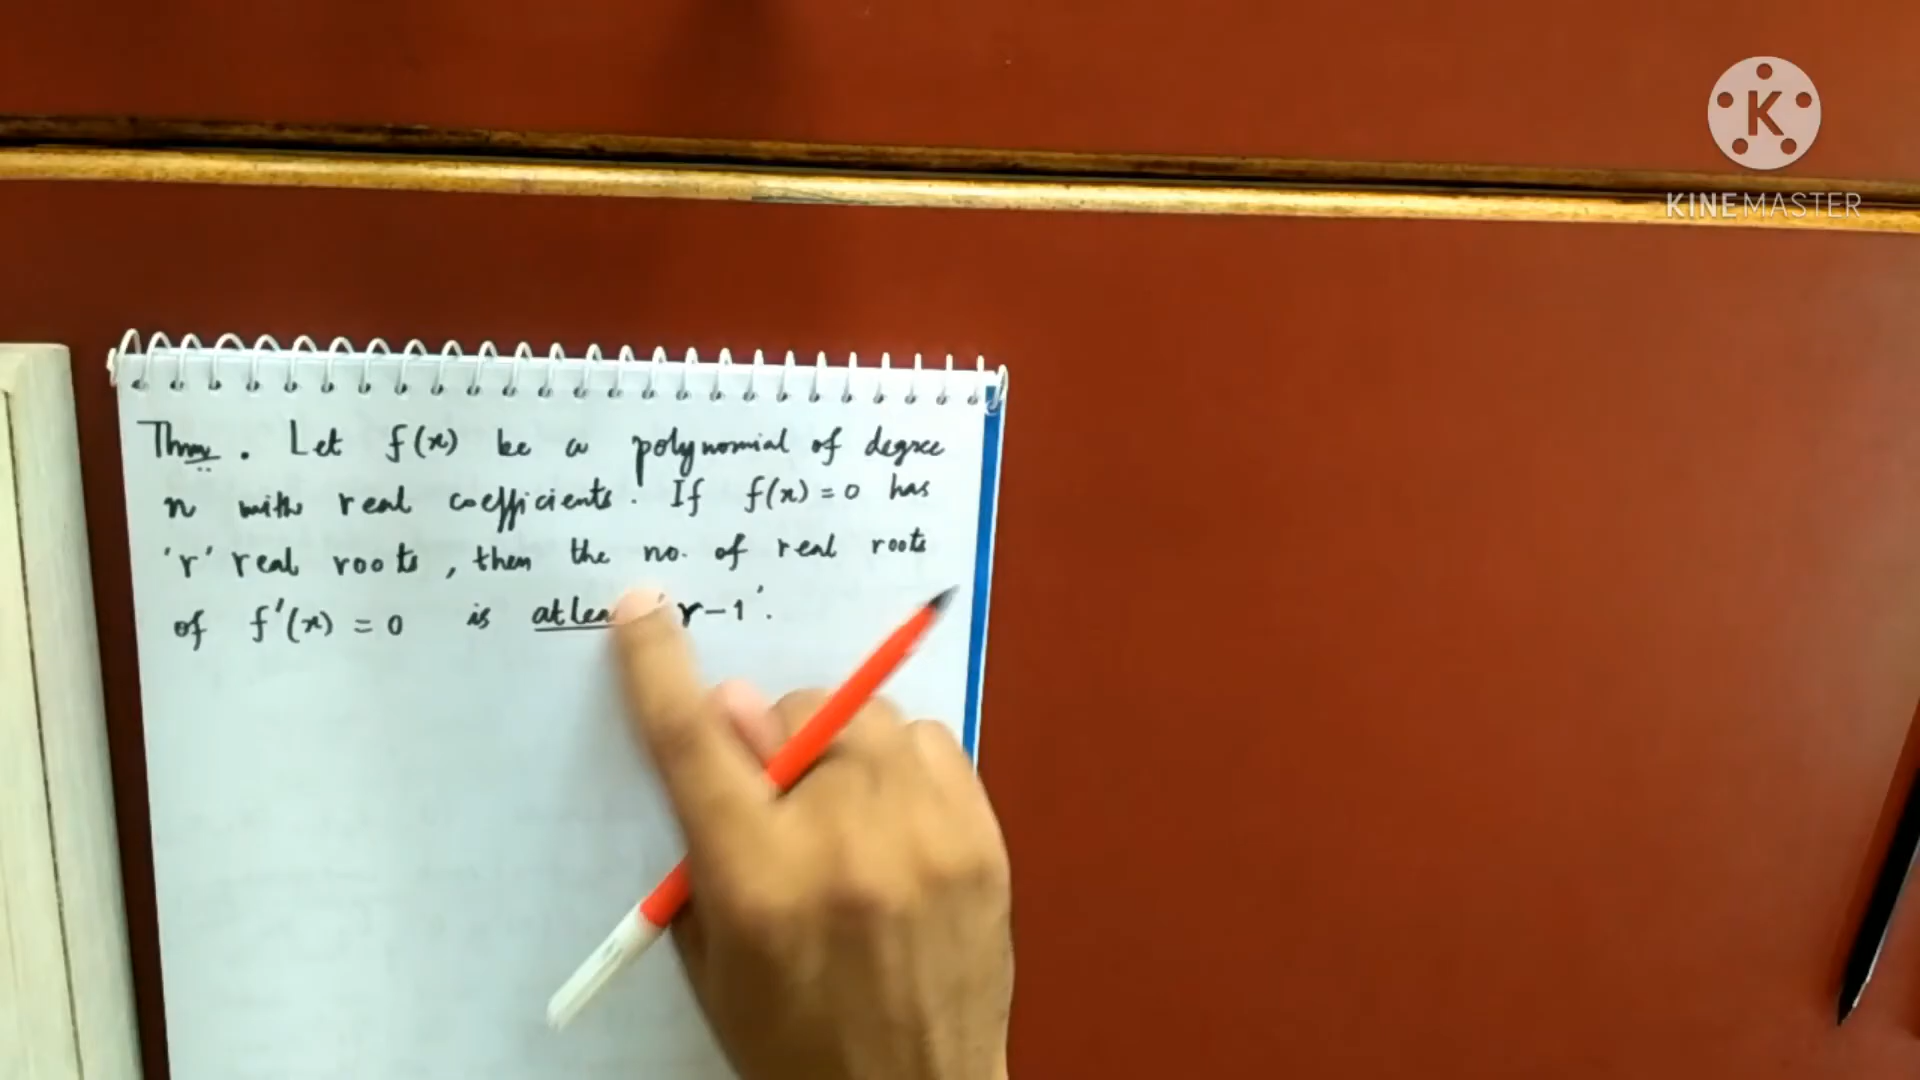 Thm. Let f(x) be a polynomial of degree
n with real coefficients. If f(x) = 0 has
'r' real roots, then the no. of real roots
of f'(x) = 0 is 'r-1'.
K
KINEMASTER